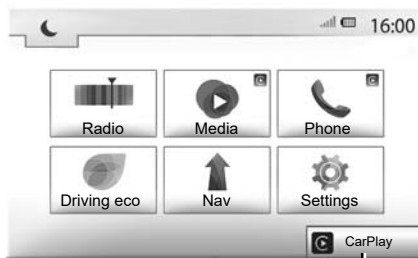 16:00
Radio
Media
Phone
Driving eco
Nav
Settings
CarPlay